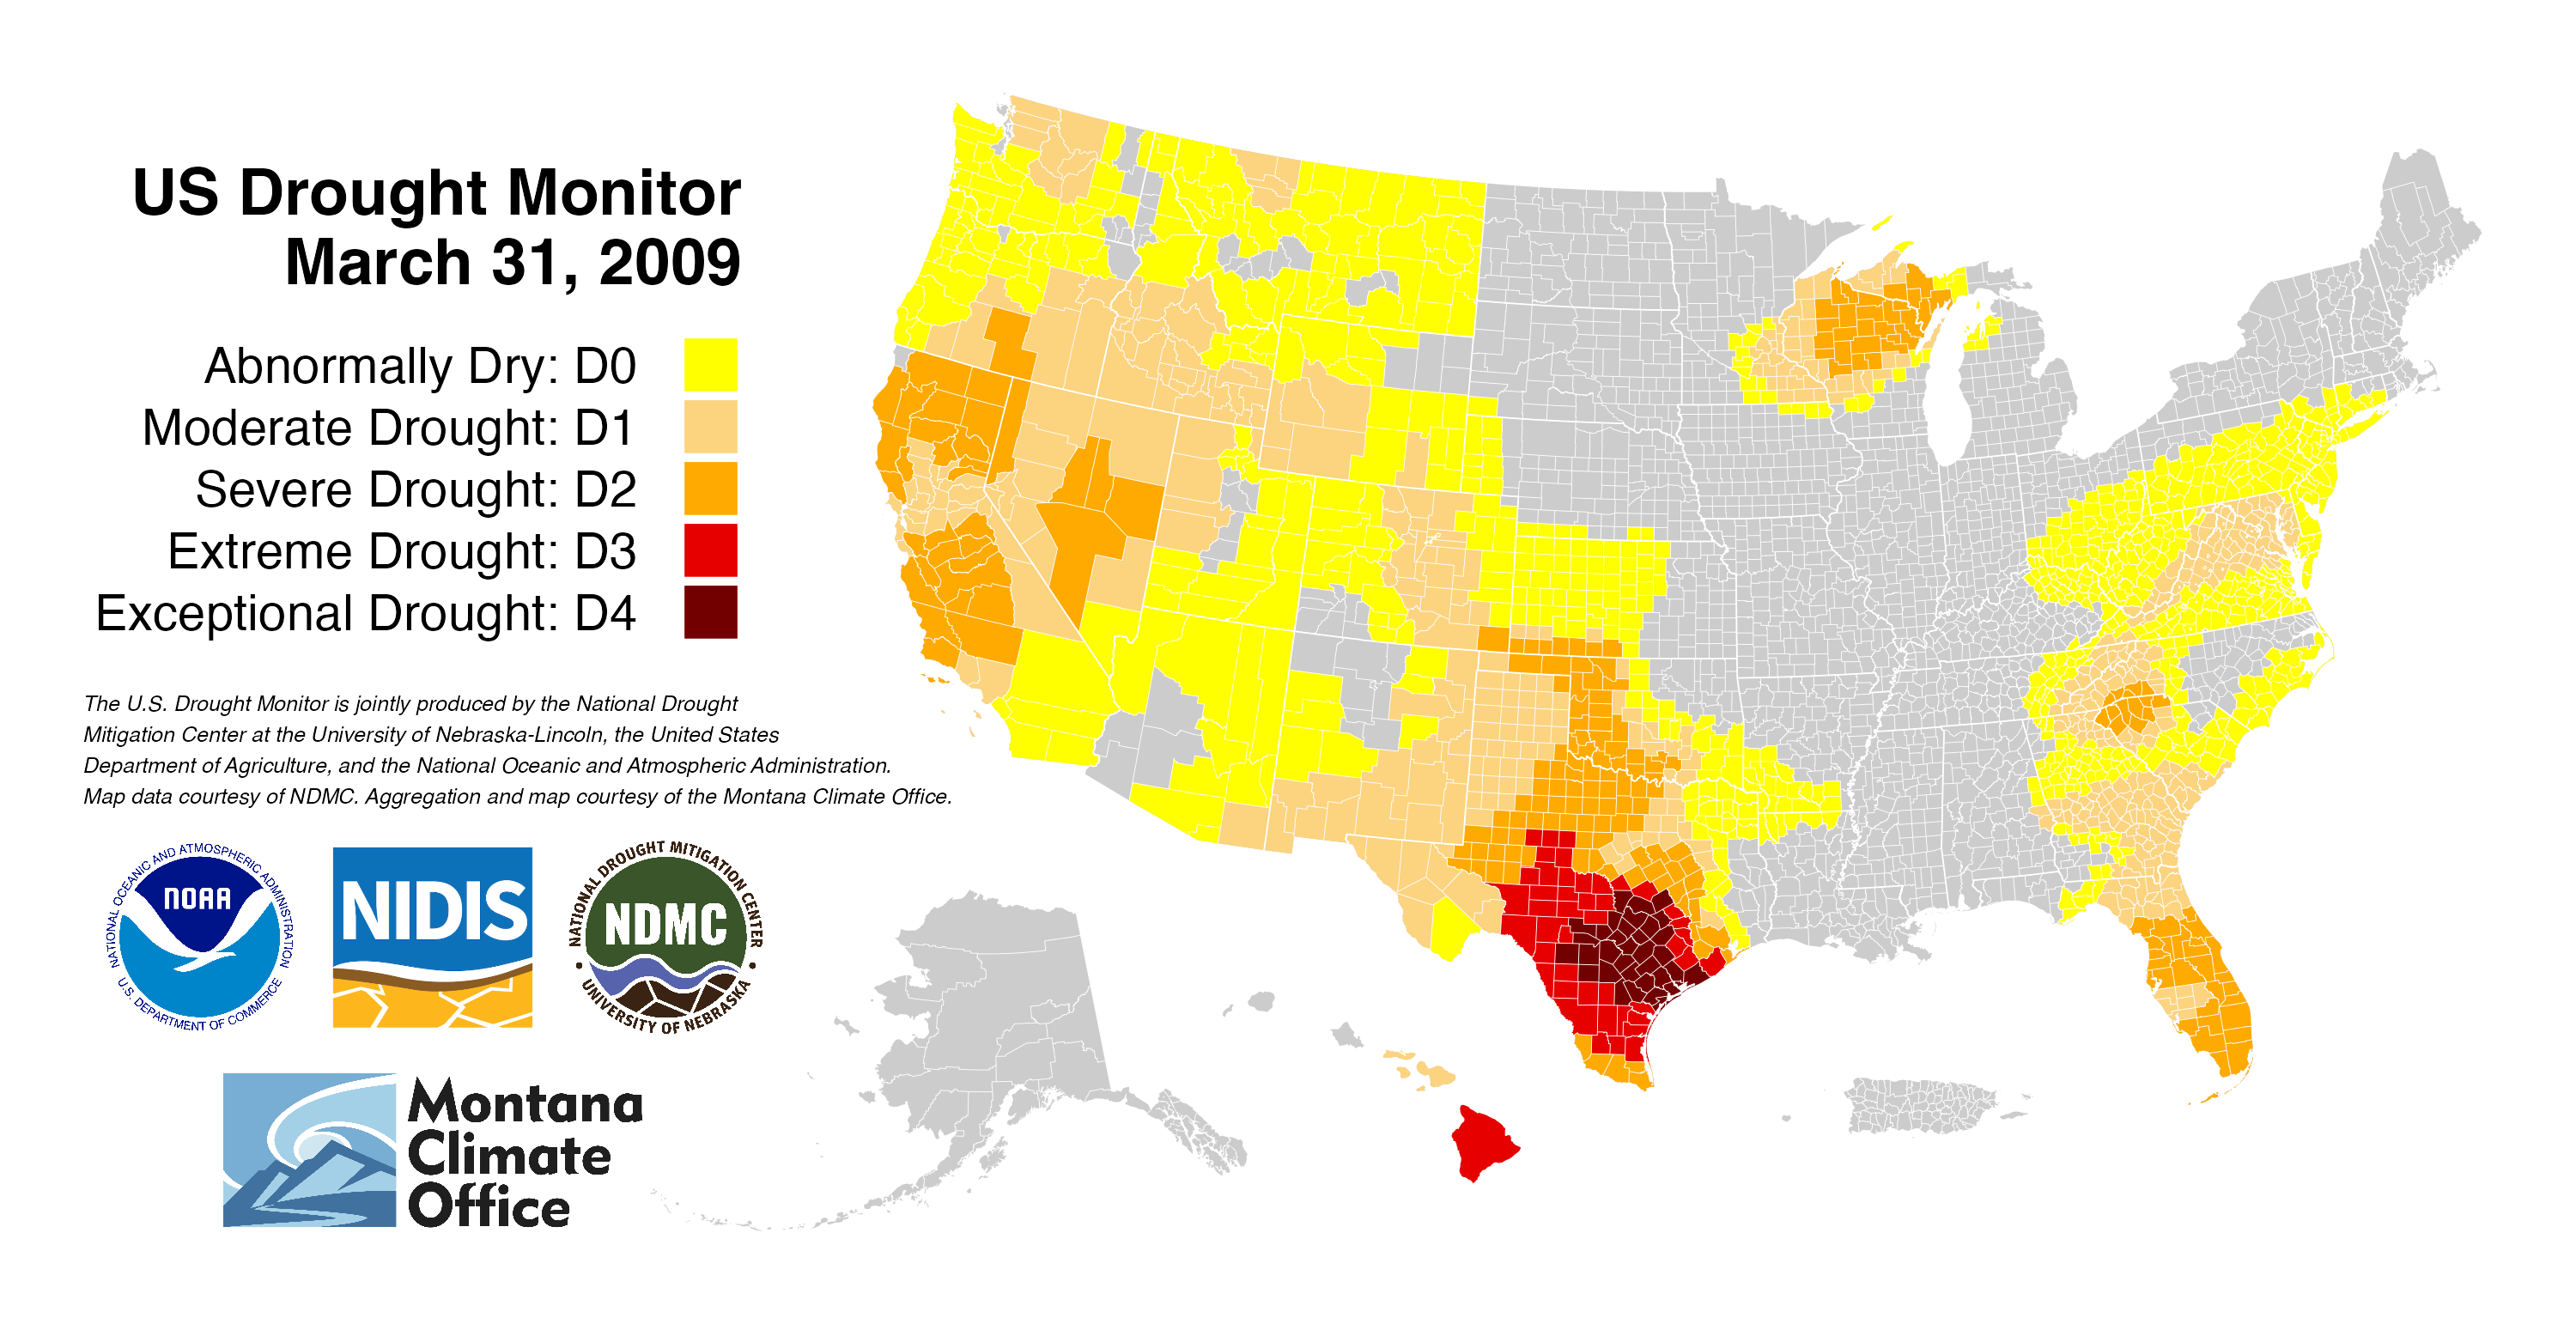 US Drought Monitor
March 31, 2009
Abnormally Dry: D0
Moderate Drought: D1
Severe Drought: D2
Extreme Drought: D3
Exceptional Drought: D4
The U.S. Drought Monitor is jointly produced by the National Drought
Mitigation Center at the University of Nebraska-Lincoln, the United States
Department of Agriculture, and the National Oceanic and Atmospheric Administration.
Map data courtesy of NDMC. Aggregation and map courtesy of the Montana Climate Office.
NATIONAL OCEANIC AND ATMOSPHERIC ADMINISTRATION
NOAA
U.S. DEPARTMENT OF COMMERCE
NIDIS
NATIONAL DROUGHT MITIGATION CENTER
NDMC
UNIVERSITY OF NEBRASKA
Montana
Climate
Office